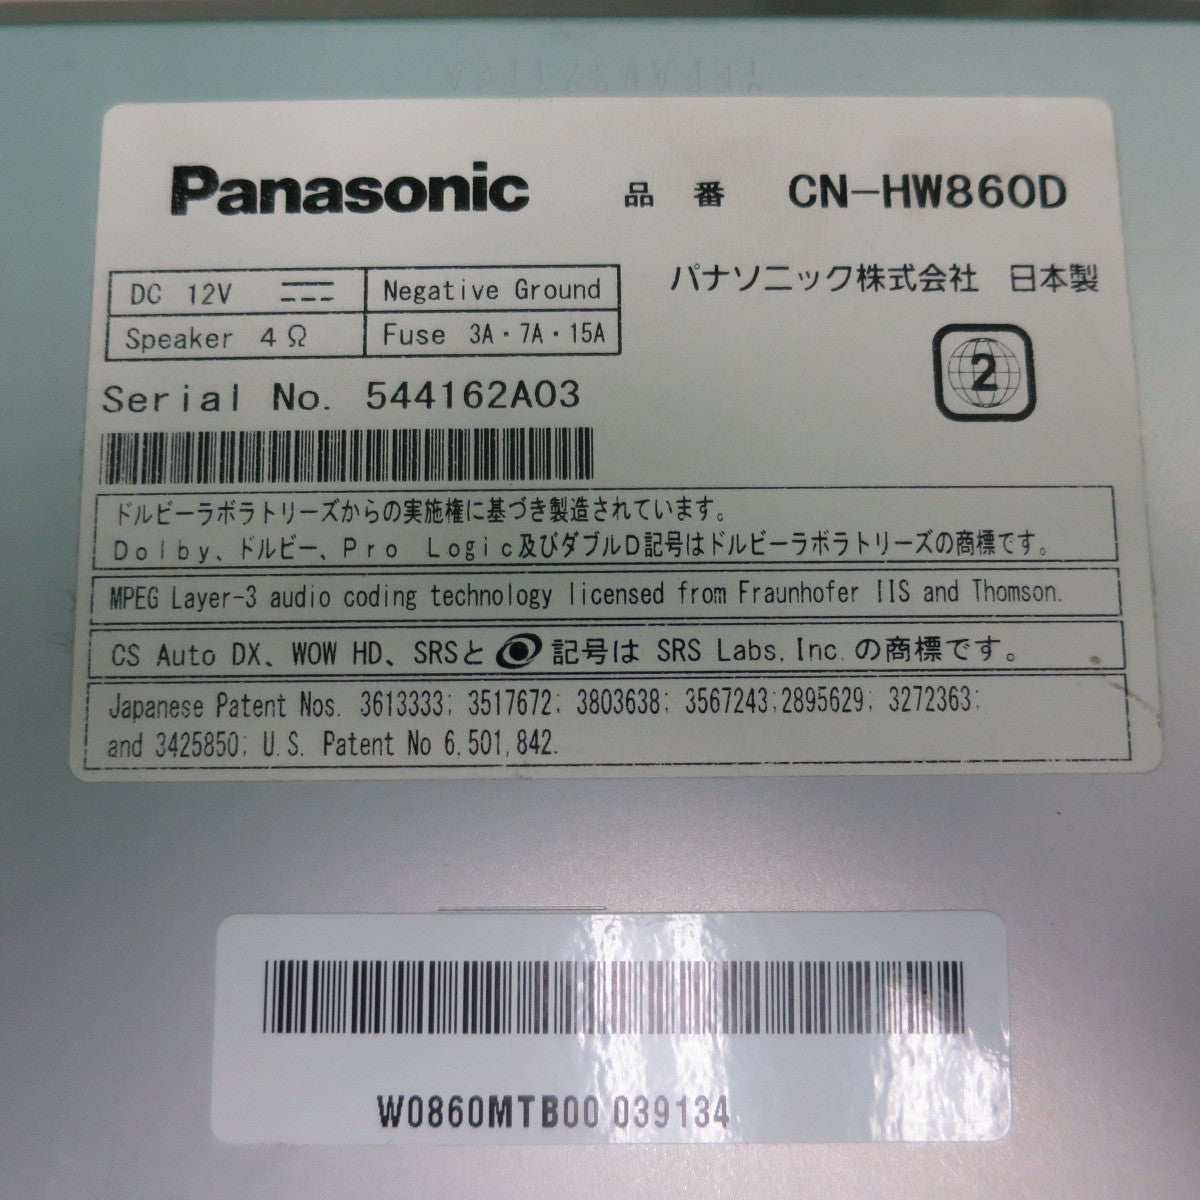 Panasonic 品番 CN-HW860D
DC 12V Negative Ground
Speaker 4Ω Fuse 3A・7A・15A
パナソニック株式会社 日本製
2
Serial No. 544162A03
ドルビーラボラトリーズからの実施権に基づき製造されています。
Dolby、ドルビー、Pro Logic及びダブルD記号はドルビーラボラトリーズの商標です。
MPEG Layer-3 audio coding technology licensed from Fraunhofer IIS and Thomson.
CS Auto DX、WOW HD、SRSと 記号は SRS Labs,Inc.の商標です。
Japanese Patent Nos. 3613333; 3517672; 3803638; 3567243;2895629; 3272363;
and 3425850; U.S. Patent No 6,501,842.
W0860MTB00 039134